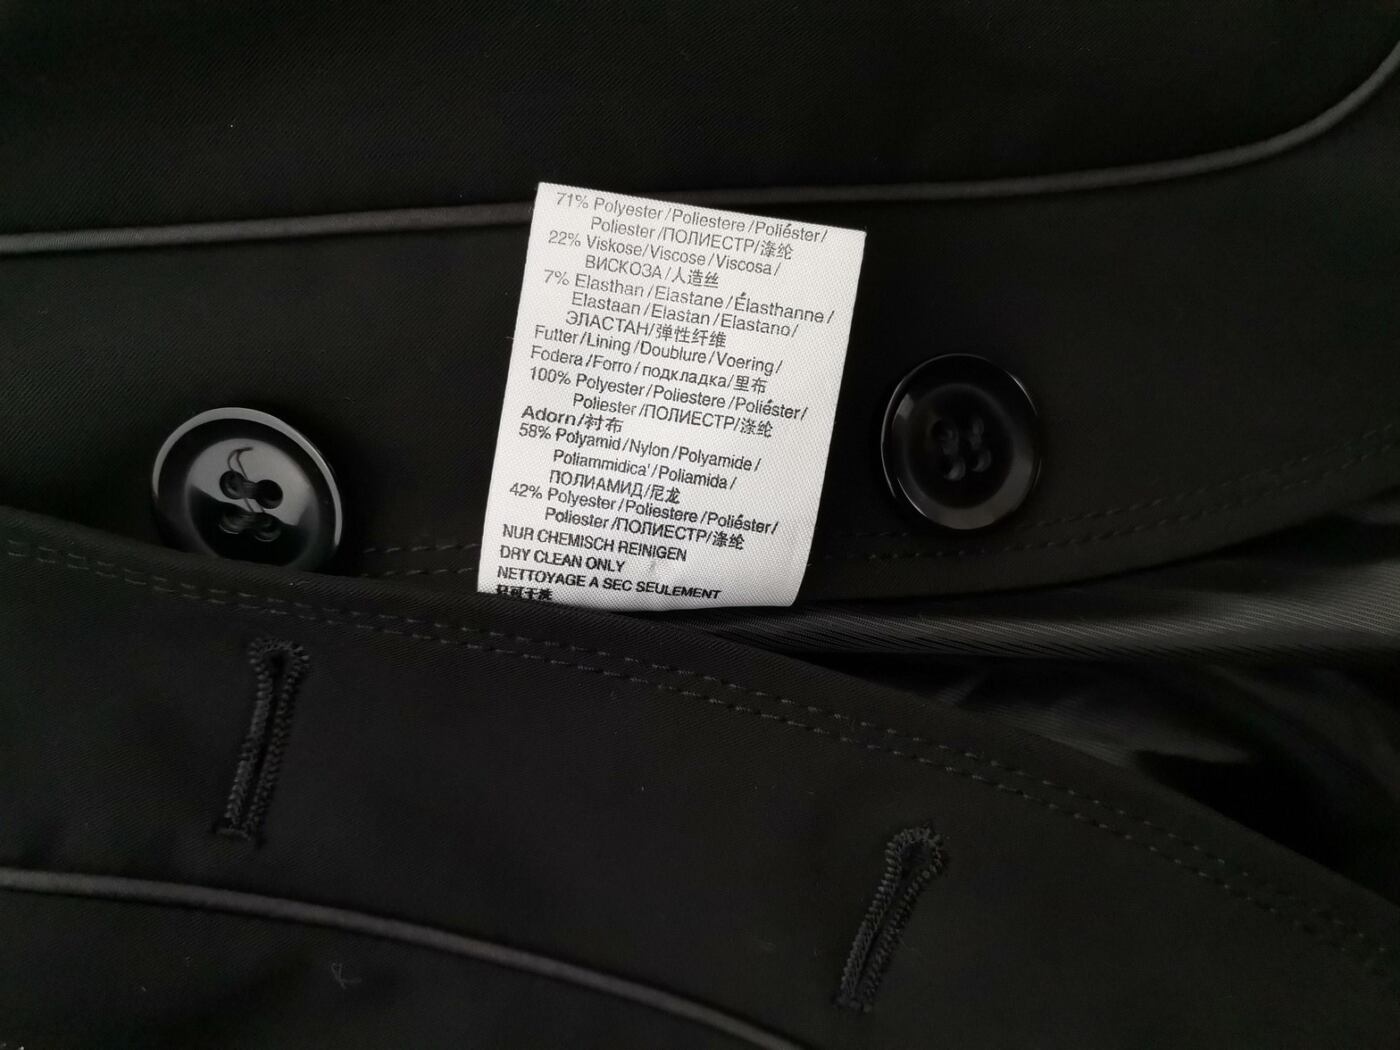 71% Polyester/Poliestere/Poliéster/
Poliester/ПОЛИЕСТР/涤纶
22% Viskose/Viscose/Viscosa/
ВИСКОЗА/人造丝
7% Elasthan/Elastane/Élasthanne/
Elastaan/Elastan/Elastano/
ЭЛАСТАН/弹性纤维
Futter/Lining/Doublure/Voering/
Fodera/Forro/подкладка/里布
100% Polyester/Poliestere/Poliéster/
Poliester/ПОЛИЕСТР/涤纶
Adorn/衬布
58% Polyamid/Nylon/Polyamide/
Poliammidica'/Poliamida/
ПОЛИАМИД/尼龙
42% Polyester/Poliestere/Poliéster/
Poliester/ПОЛИЕСТР/涤纶
NUR CHEMISCH REINIGEN
DRY CLEAN ONLY
NETTOYAGE A SEC SEULEMENT